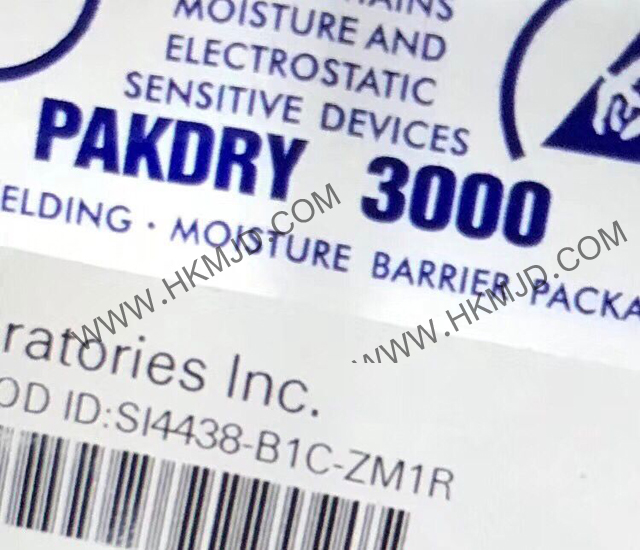 MOISTURE AND
ELECTROSTATIC
SENSITIVE DEVICES
PAKDRY 3000
ELDING · MOISTURE BARRIER PACKA
WWW.HKMJD.COM
WWW.HKMJD.COM
ratories Inc.
OD ID:SI4438-B1C-ZM1R